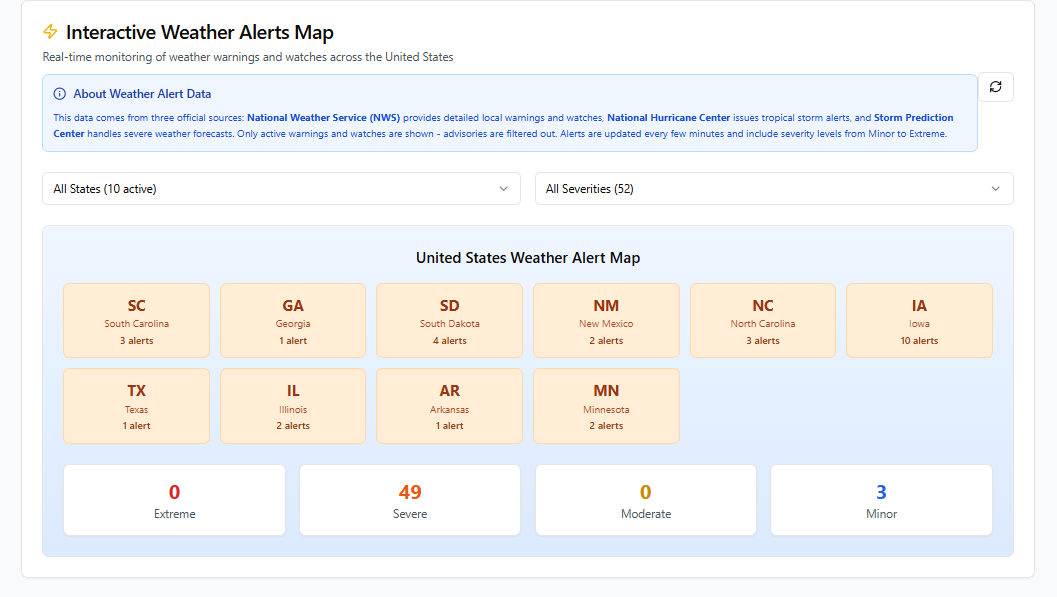 Interactive Weather Alerts Map
Real-time monitoring of weather warnings and watches across the United States
About Weather Alert Data
This data comes from three official sources: National Weather Service (NWS) provides detailed local warnings and watches, National Hurricane Center issues tropical storm alerts, and Storm Prediction
Center handles severe weather forecasts. Only active warnings and watches are shown - advisories are filtered out. Alerts are updated every few minutes and include severity levels from Minor to Extreme.
All States (10 active)
All Severities (52)
United States Weather Alert Map
SC
South Carolina
3 alerts
GA
Georgia
1 alert
SD
South Dakota
4 alerts
NM
New Mexico
2 alerts
NC
North Carolina
3 alerts
IA
Iowa
10 alerts
TX
Texas
1 alert
IL
Illinois
2 alerts
AR
Arkansas
1 alert
MN
Minnesota
2 alerts
0
Extreme
49
Severe
0
Moderate
3
Minor